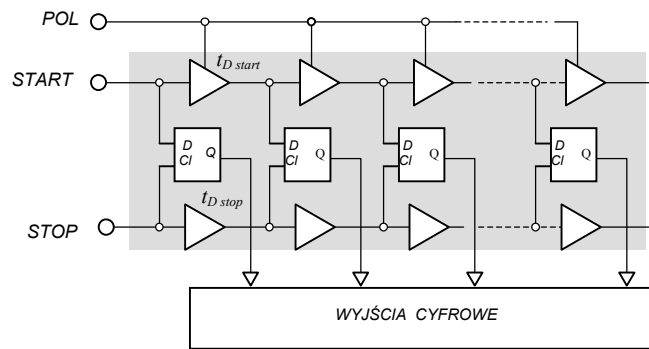 POL
t_D start
START
D Cl Q
D Cl Q
D Cl Q
D Cl Q
t_D stop
STOP
WYJŚCIA CYFROWE